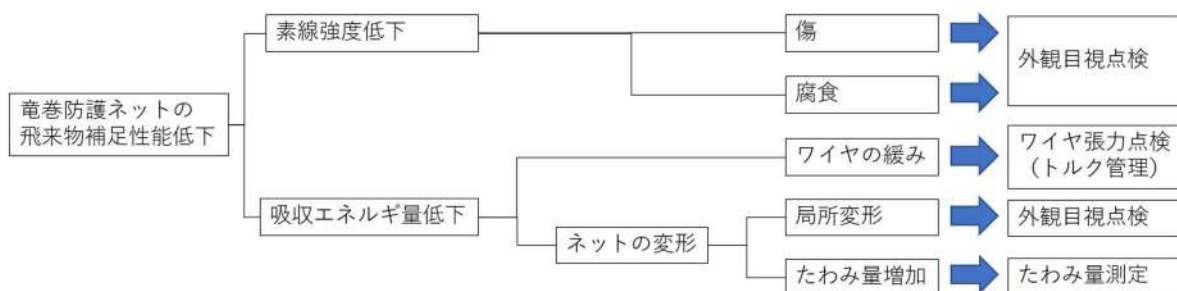 竜巻防護ネットの
飛来物補足性能低下
素線強度低下
吸収エネルギ量低下
ネットの変形
傷
腐食
ワイヤの緩み
局所変形
たわみ量増加
外観目視点検
ワイヤ張力点検
（トルク管理）
外観目視点検
たわみ量測定